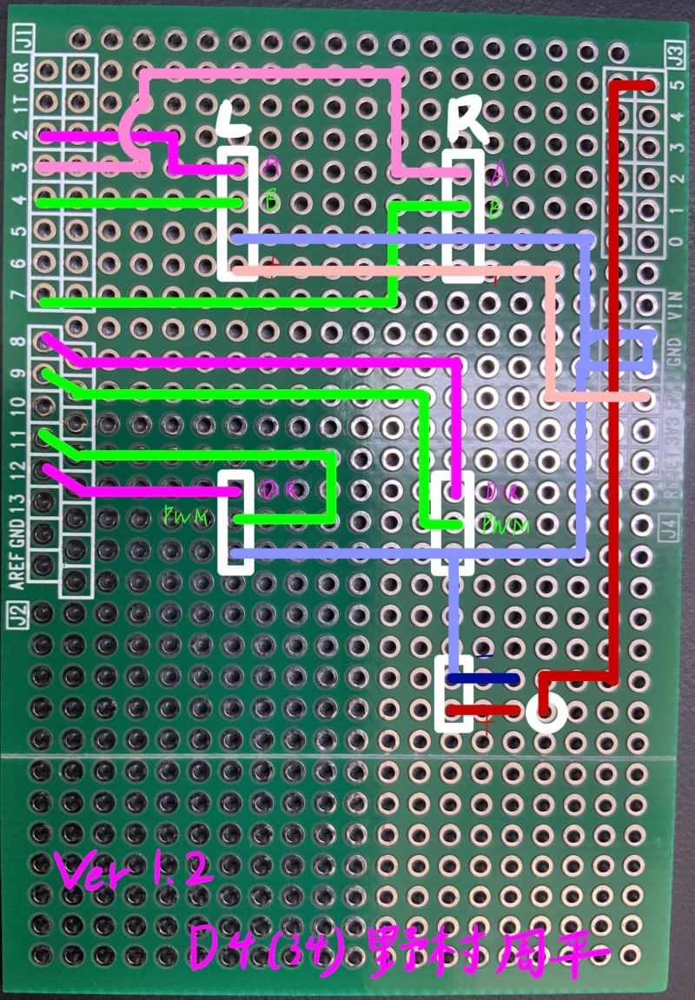 J1
J3
0R
1T
2
3
4
5
6
7
8
9
10
11
12
13
GND
AREF
J2
L
A
B
+
R
A
B
+
5
4
3
2
1
0
VIN
GND
5V
3V3
RESET
J4
DIR
PWM
DIR
PWM
−
+
Ver 1.2
D4(34) 野村周平